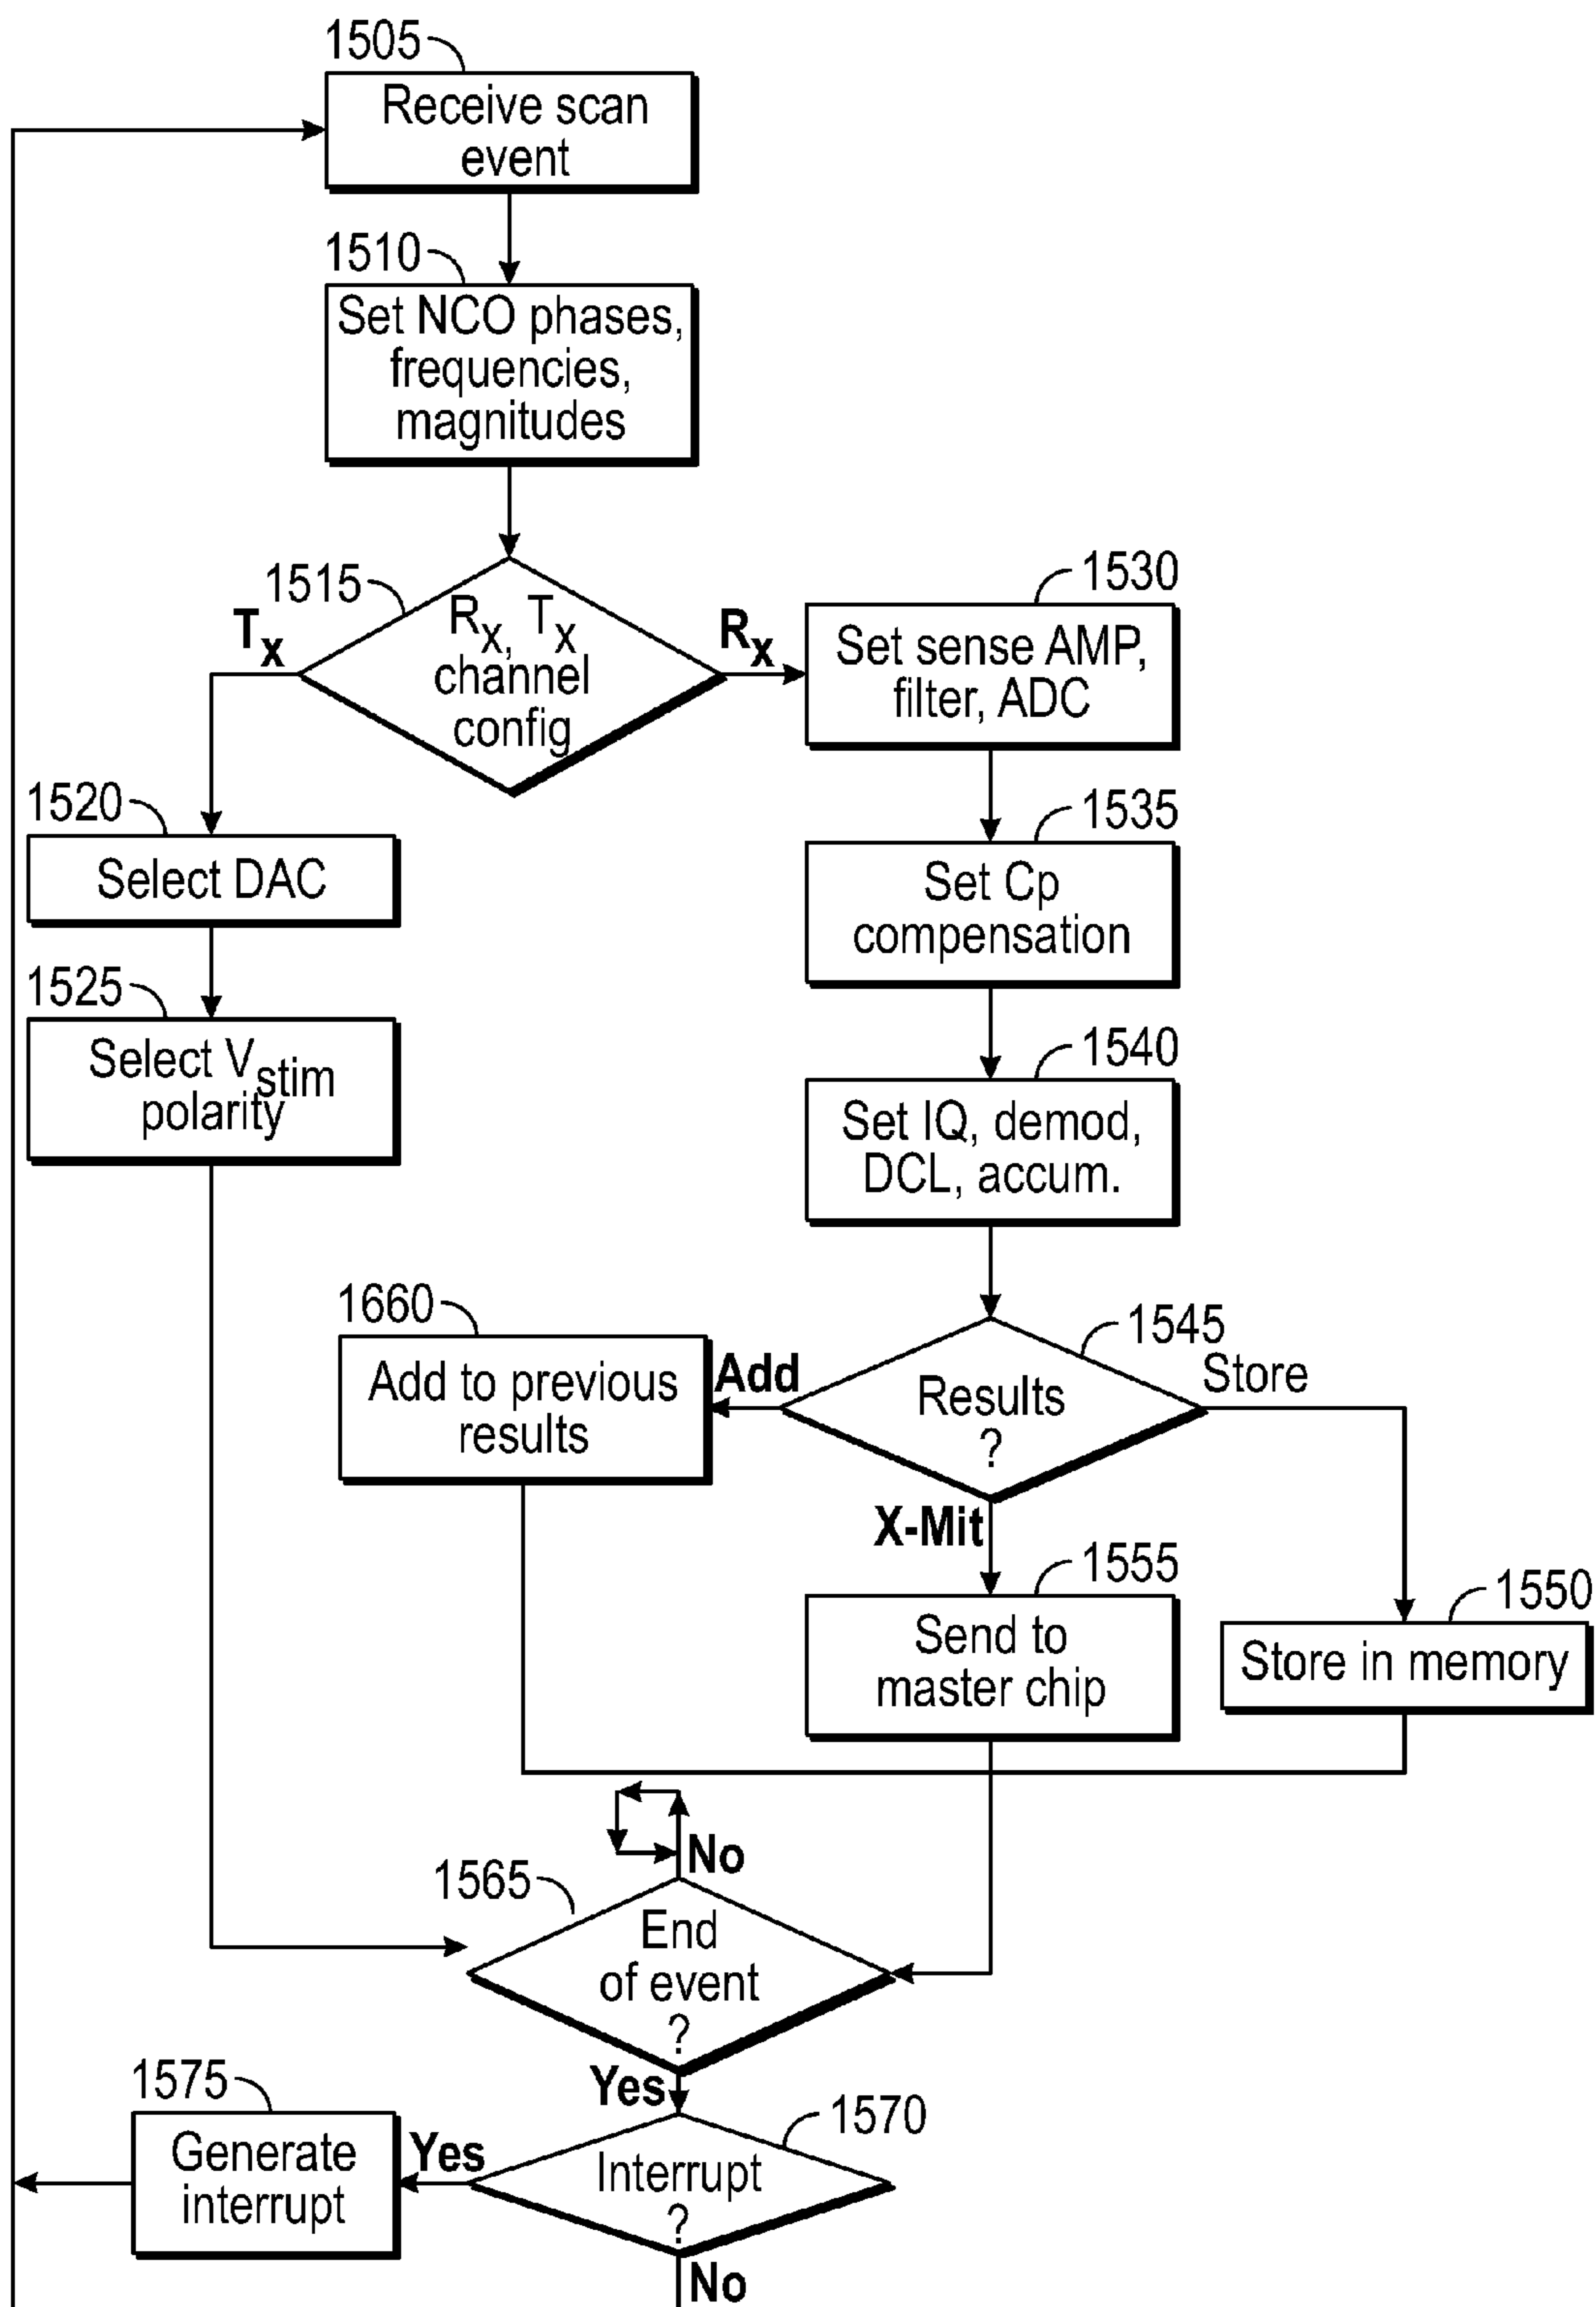 1505
Receive scan
event
1510
Set NCO phases,
frequencies,
magnitudes
1515
Tx
Rx, Tx
channel
config
Rx
1530
Set sense AMP,
filter, ADC
1520
Select DAC
1535
Set Cp
compensation
1525
Select Vstim
polarity
1540
Set IQ, demod,
DCL, accum.
1660
Add to previous
results
Add
1545
Results
?
Store
X-Mit
1555
Send to
master chip
1550
Store in memory
No
1565
End
of event
?
Yes
1575
Generate
interrupt
Yes
1570
Interrupt
?
No